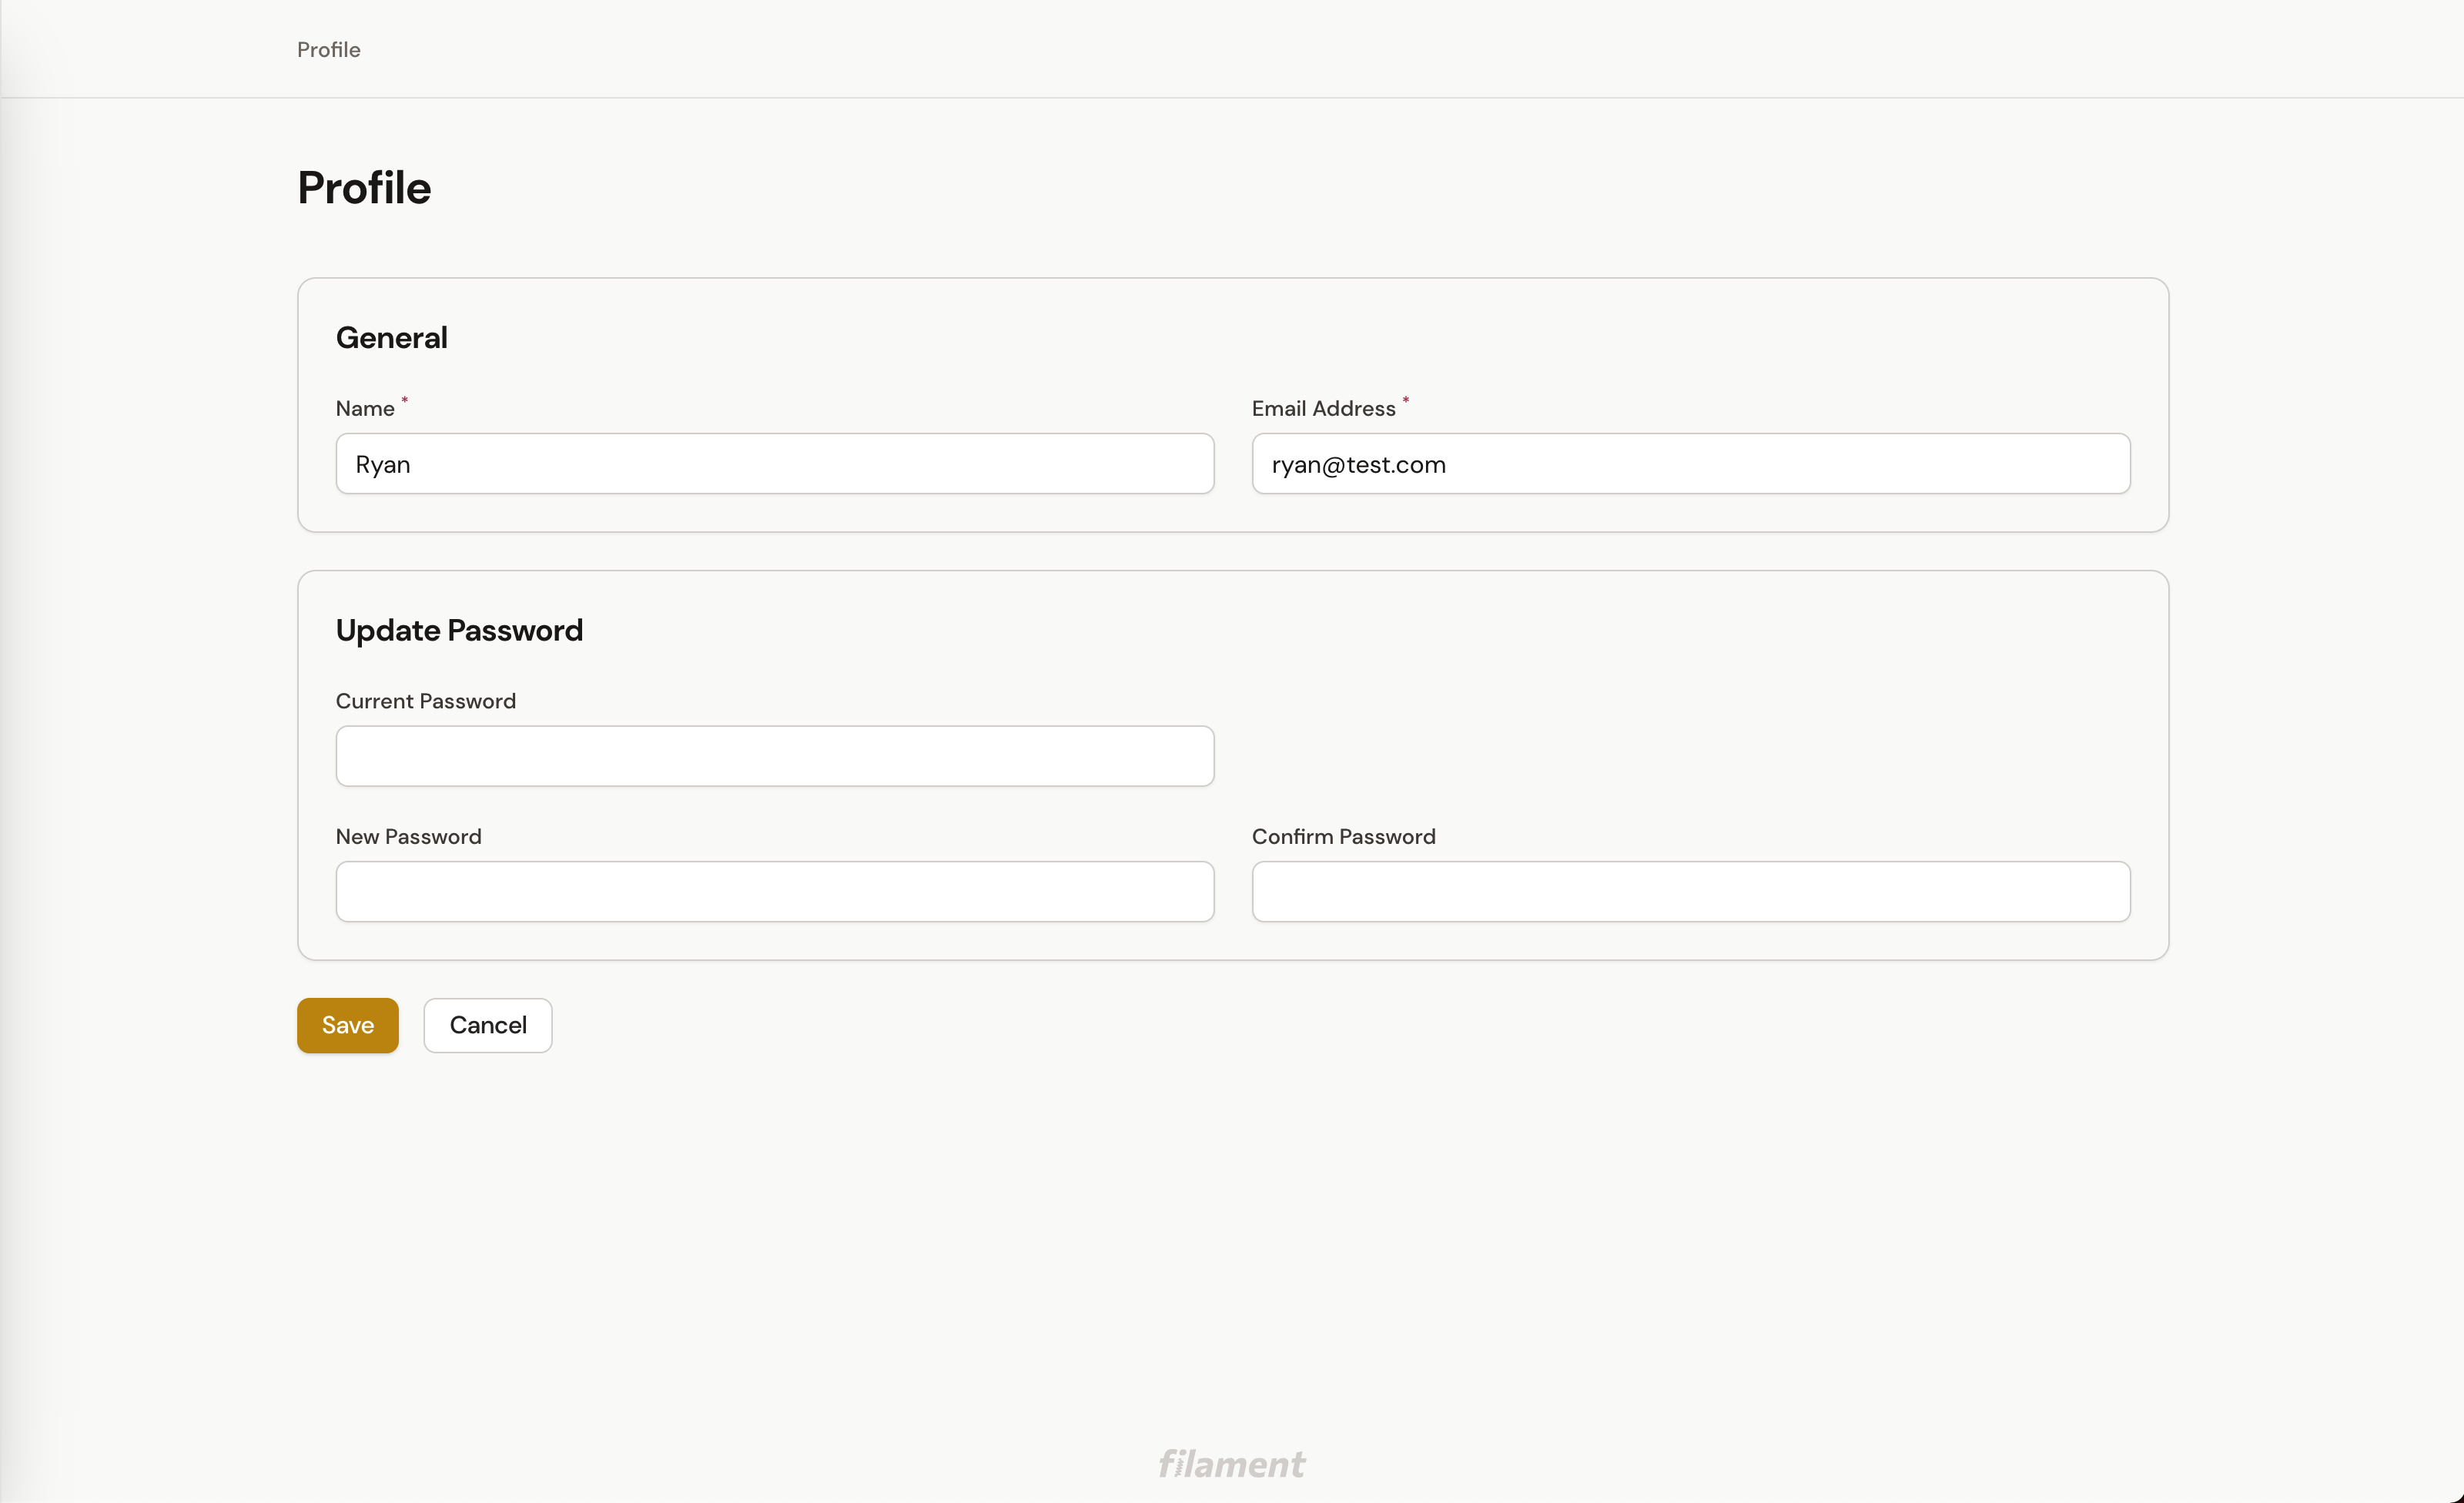 Profile
Profile
General
Name *
Email Address *
Ryan
ryan@test.com
Update Password
Current Password
New Password
Confirm Password
Save
Cancel
filament